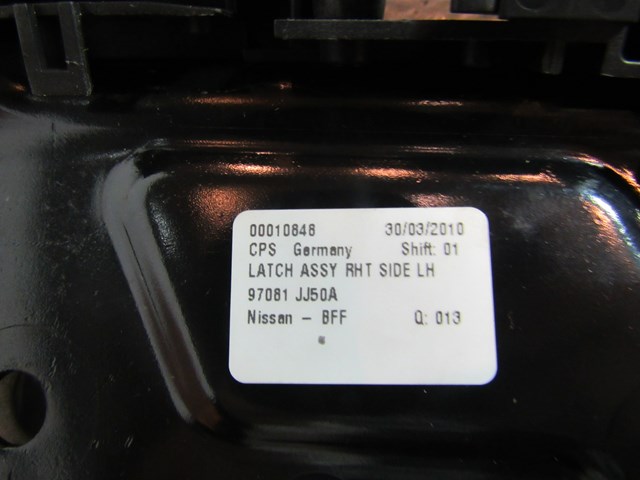 00010848 30/03/2010
CPS Germany Shift: 01
LATCH ASSY RHT SIDE LH
97081 JJ50A
Nissan - BFF Q: 013